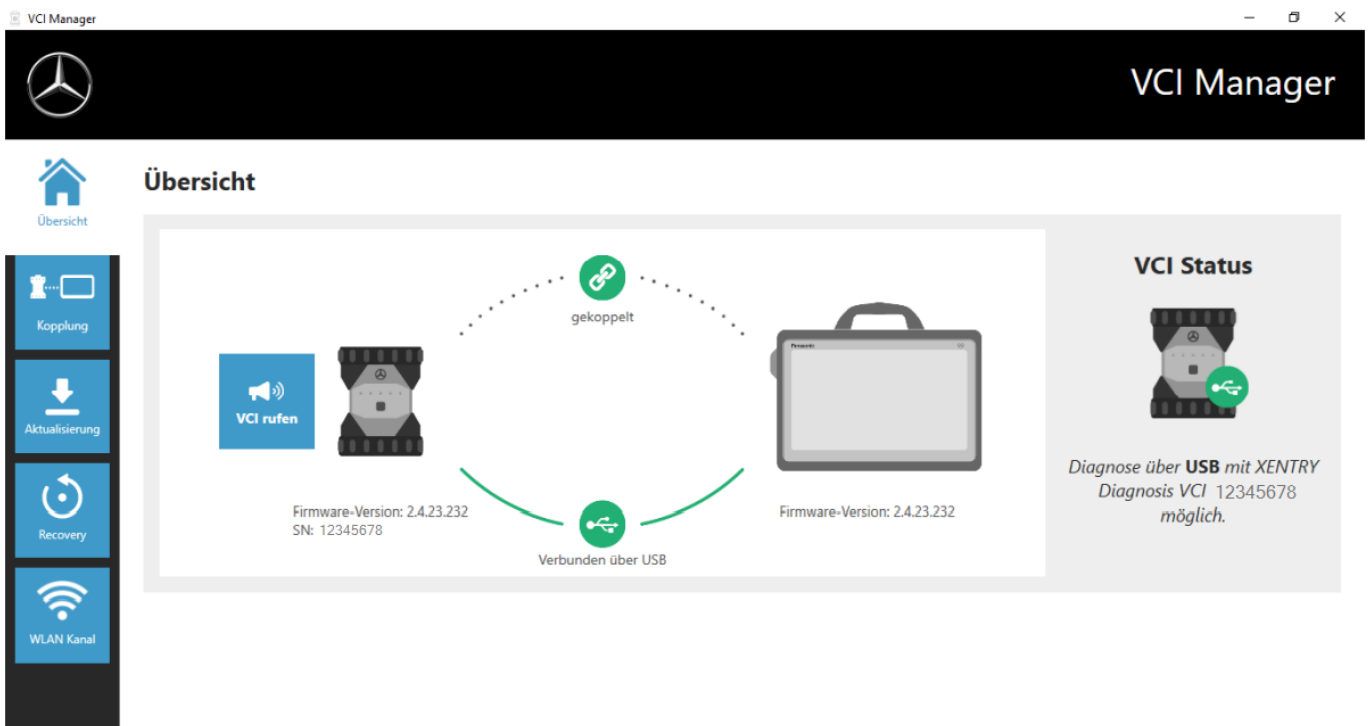 VCI Manager
VCI Manager
Übersicht
Übersicht
Kopplung
Aktualisierung
Recovery
WLAN Kanal
gekoppelt
VCI rufen
Firmware-Version: 2.4.23.232
SN: 12345678
Verbunden über USB
Panasonic
Firmware-Version: 2.4.23.232
VCI Status
Diagnose über USB mit XENTRY
Diagnosis VCI 12345678
möglich.